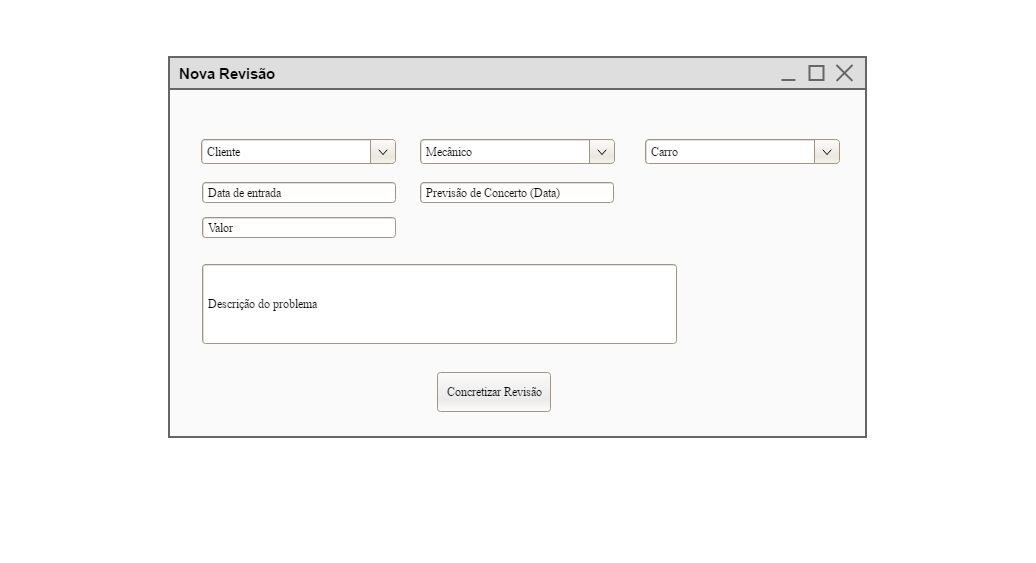 Nova Revisão
Cliente
Mecânico
Carro
Data de entrada
Previsão de Concerto (Data)
Valor
Descrição do problema
Concretizar Revisão